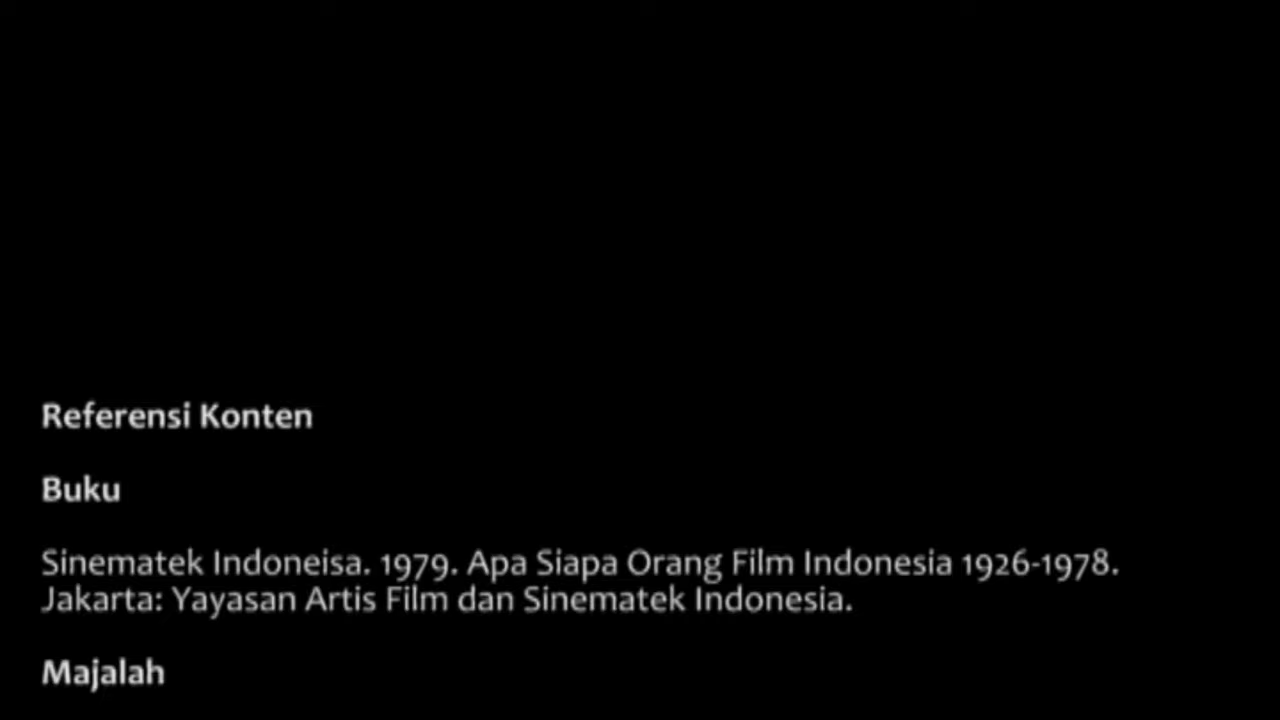 Referensi Konten
Buku
Sinematek Indoneisa. 1979. Apa Siapa Orang Film Indonesia 1926-1978.
Jakarta: Yayasan Artis Film dan Sinematek Indonesia.
Majalah